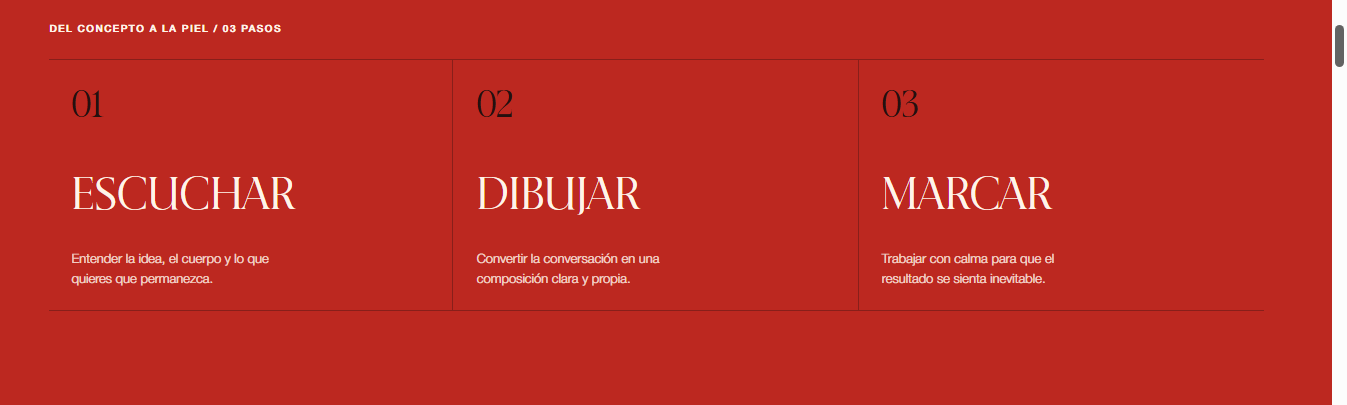 DEL CONCEPTO A LA PIEL / 03 PASOS
01
ESCUCHAR
Entender la idea, el cuerpo y lo que
quieres que permanezca.
02
DIBUJAR
Convertir la conversación en una
composición clara y propia.
03
MARCAR
Trabajar con calma para que el
resultado se sienta inevitable.